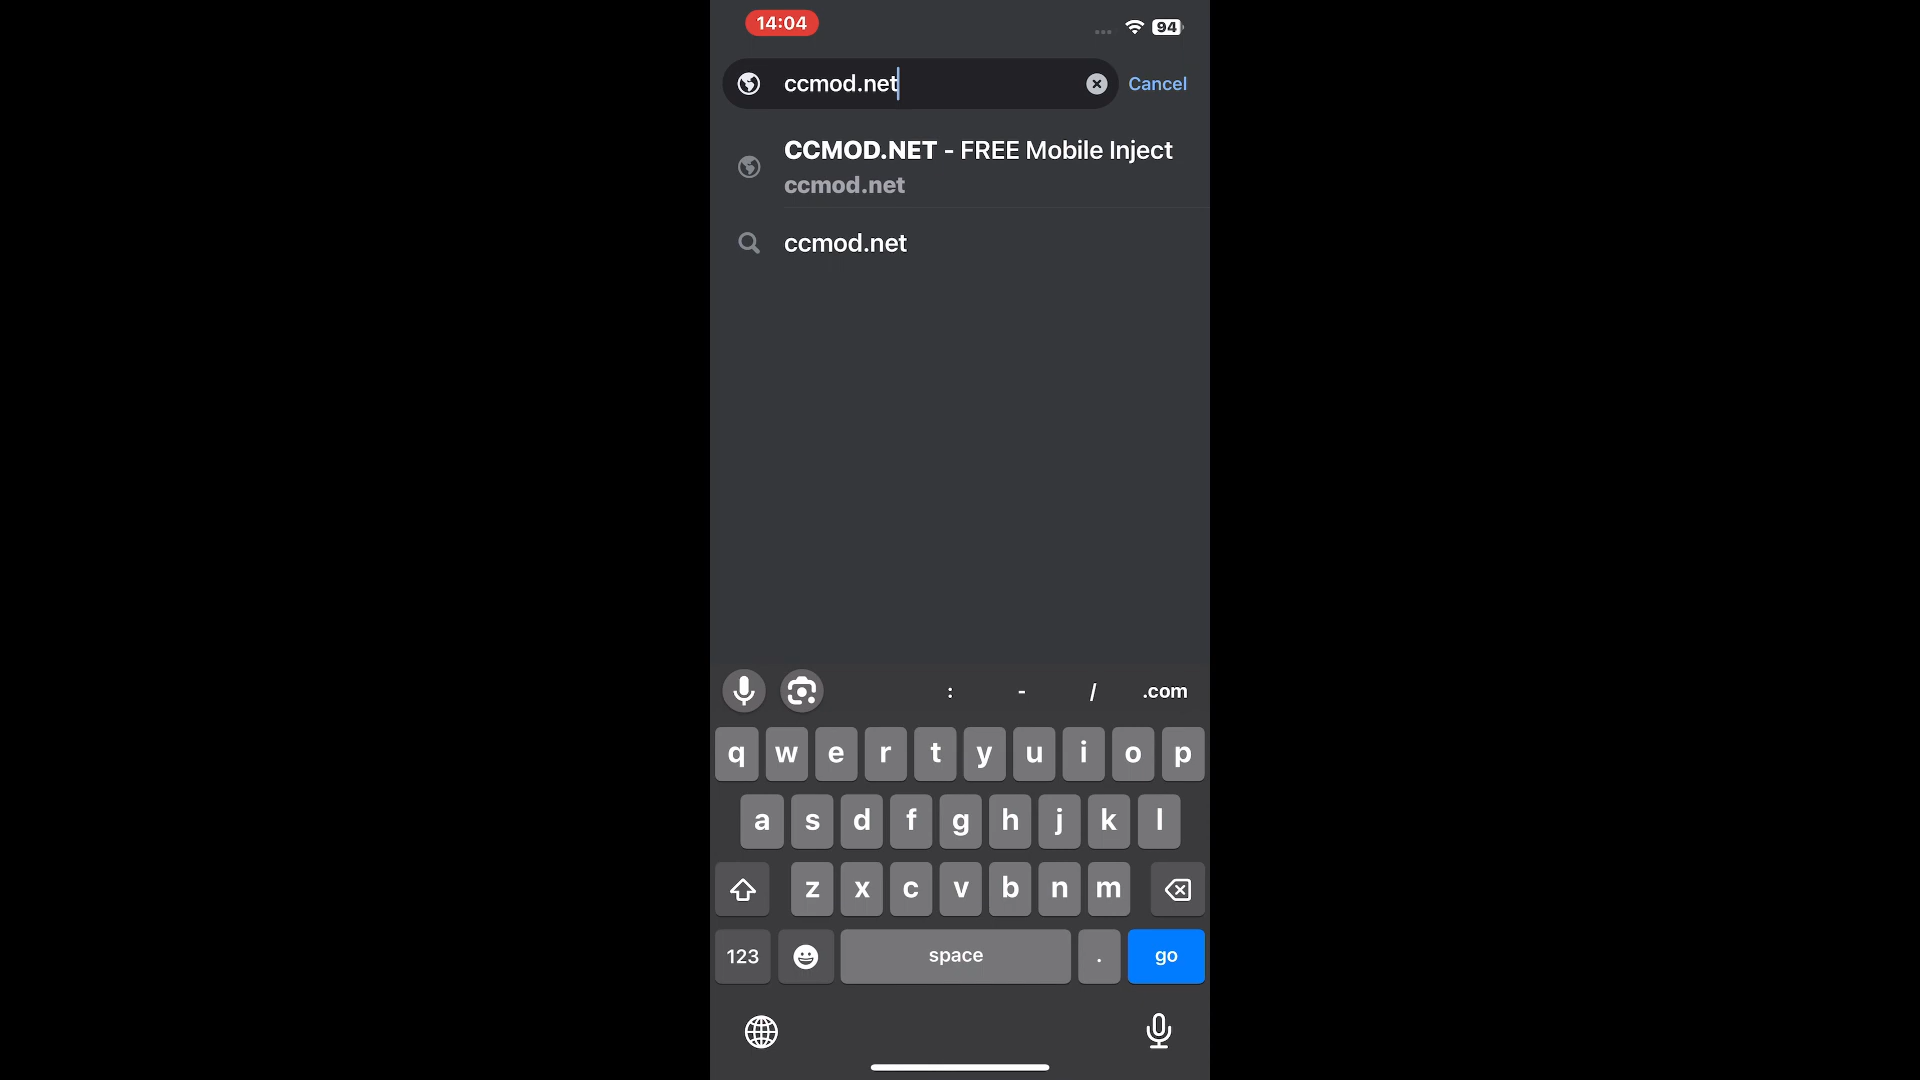 14:04
94
ccmod.net
Cancel
CCMOD.NET - FREE Mobile Inject
ccmod.net
ccmod.net
: - / .com
q w e r t y u i o p
a s d f g h j k l
z x c v b n m
123 space . go